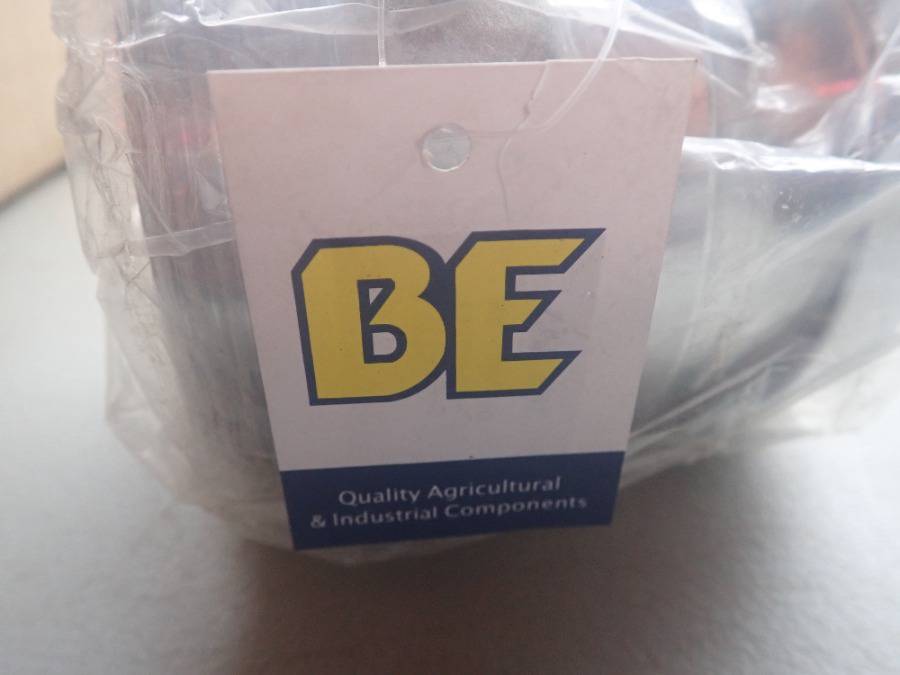 BE
Quality Agricultural
& Industrial Components